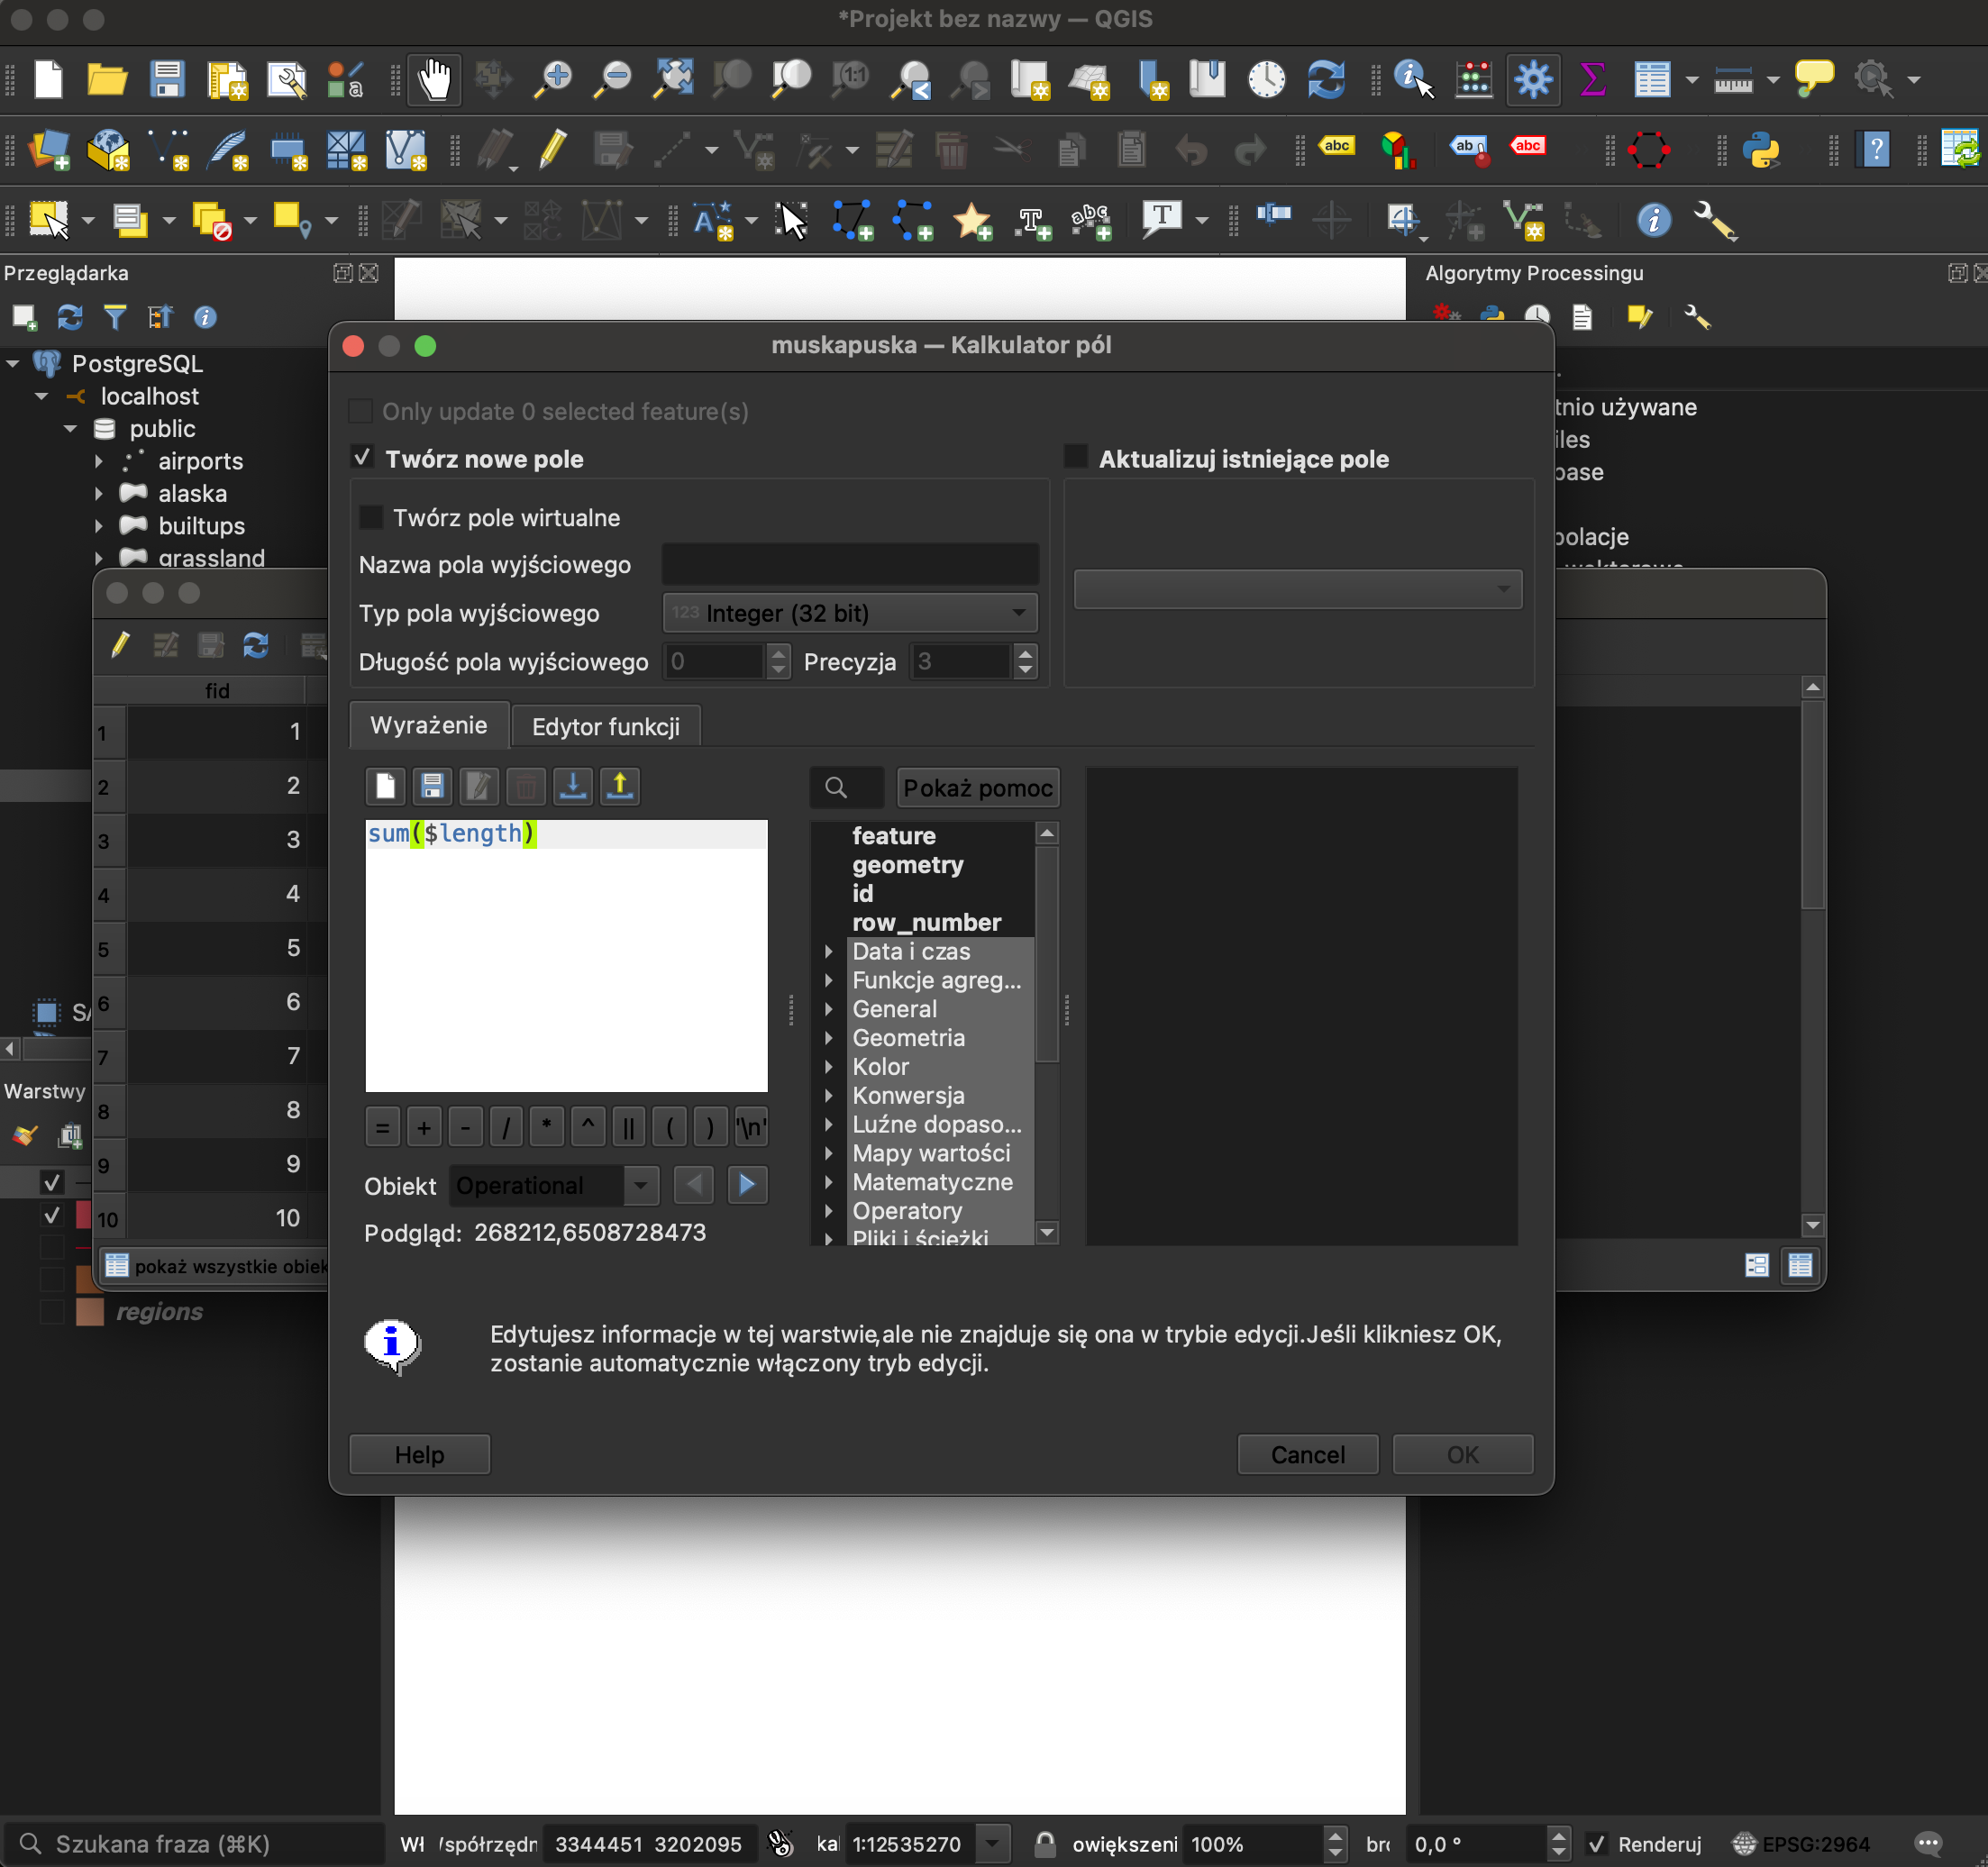 *Projekt bez nazwy — QGIS
Przeglądarka
Algorytmy Processingu
PostgreSQL
localhost
public
airports
alaska
builtups
grassland
muskapuska — Kalkulator pól
Only update 0 selected feature(s)
Twórz nowe pole
Aktualizuj istniejące pole
Twórz pole wirtualne
Nazwa pola wyjściowego
Typ pola wyjściowego
123 Integer (32 bit)
Długość pola wyjściowego
0
Precyzja
3
Wyrażenie
Edytor funkcji
Pokaż pomoc
sum($length)
feature
geometry
id
row_number
Data i czas
Funkcje agreg...
General
Geometria
Kolor
Konwersja
Luźne dopaso...
Mapy wartości
Matematyczne
Operatory
Pliki i ścieżki
= + - / * ^ || ( ) '\n'
Obiekt
Operational
Podgląd: 268212,6508728473
Edytujesz informacje w tej warstwie,ale nie znajduje się ona w trybie edycji.Jeśli klikniesz OK,
zostanie automatycznie włączony tryb edycji.
Help
Cancel
OK
tnio używane
iles
base
polacje
fid
1 1
2 2
3 3
4 4
5 5
6 6
7 7
8 8
9 9
10 10
pokaż wszystkie obiek
Warstwy
regions
Szukana fraza (⌘K)
3344451 3202095
1:12535270
owiększeni
100%
0,0 °
Renderuj
EPSG:2964